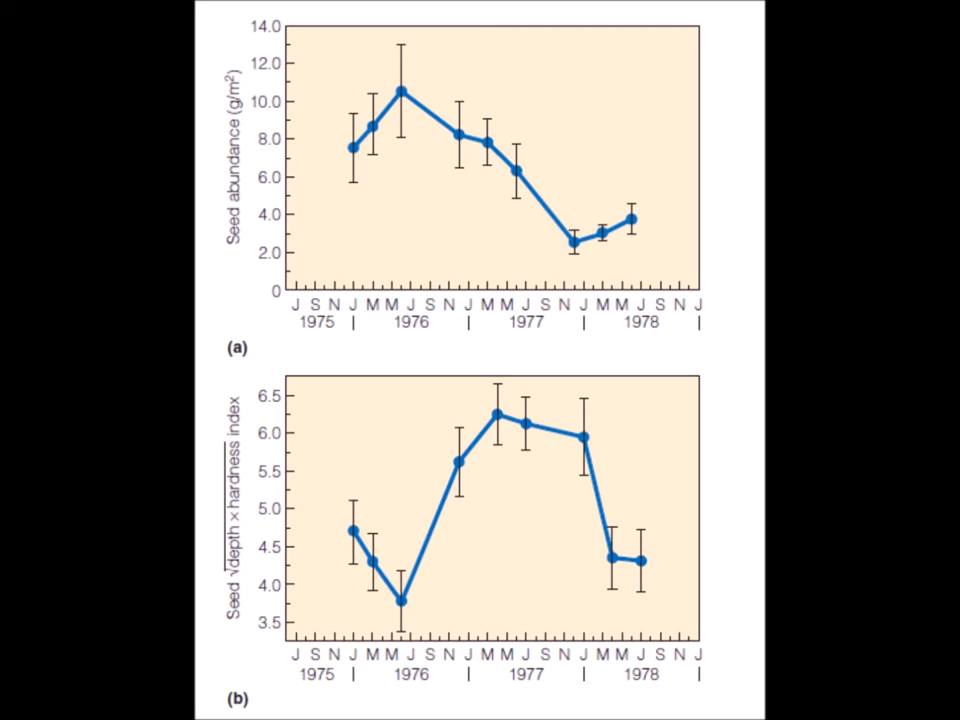 14.0
12.0
10.0
8.0
6.0
4.0
2.0
0
Seed abundance (g/m²)
J S N J M M J S N J M M J S N J M M J S N J
1975 | 1976 | 1977 | 1978 |
(a)
6.5
6.0
5.5
5.0
4.5
4.0
3.5
Seed √depth × hardness index
J S N J M M J S N J M M J S N J M M J S N J
1975 | 1976 | 1977 | 1978 |
(b)